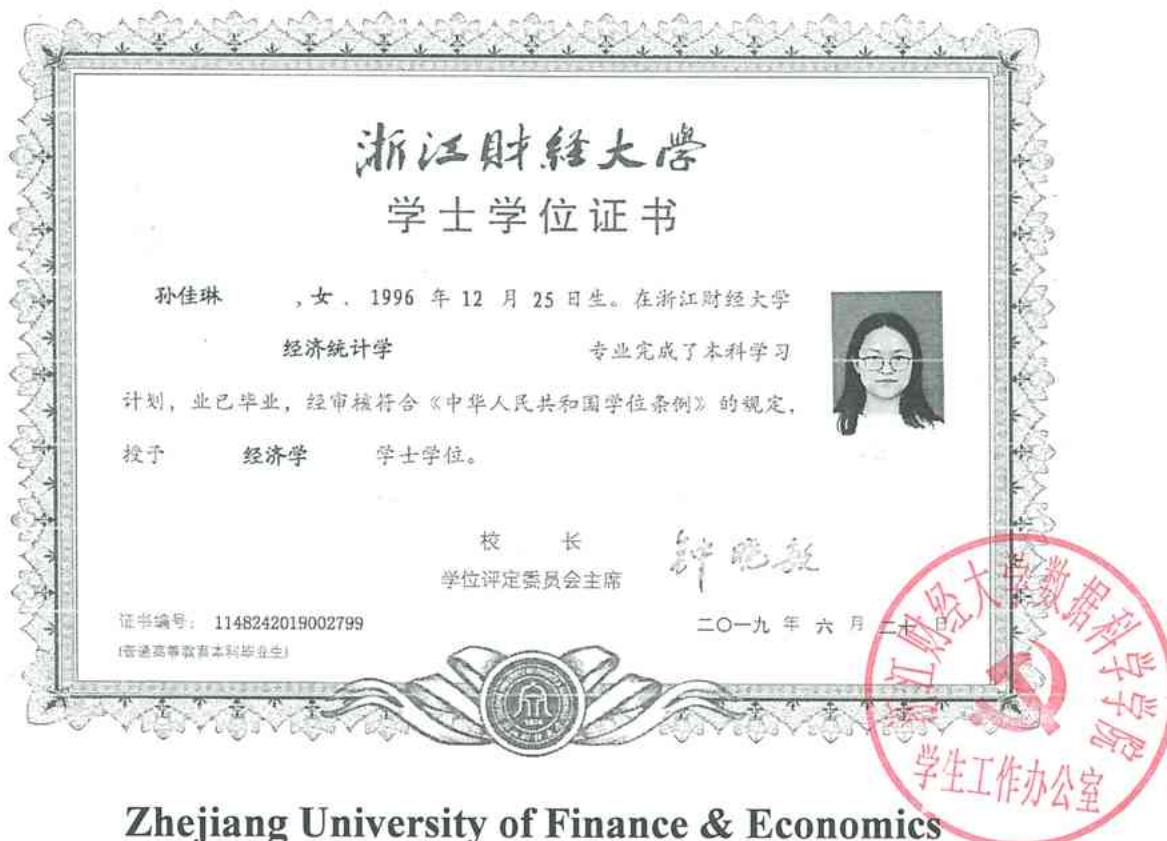 浙江财经大學
学士学位证书
孙佳琳 ,女, 1996 年 12 月 25 日生。在浙江财经大学
经济统计学 专业完成了本科学习
计划，业已毕业，经审核符合《中华人民共和国学位条例》的规定，
授予 经济学 学士学位。
校 长 钟晓敏
学位评定委员会主席
证书编号： 1148242019002799 二〇一九 年 六 月 二十 日
(普通高等教育本科毕业生)
浙江财经大学数据科学学院
学生工作办公室
Zhejiang University of Finance & Economics